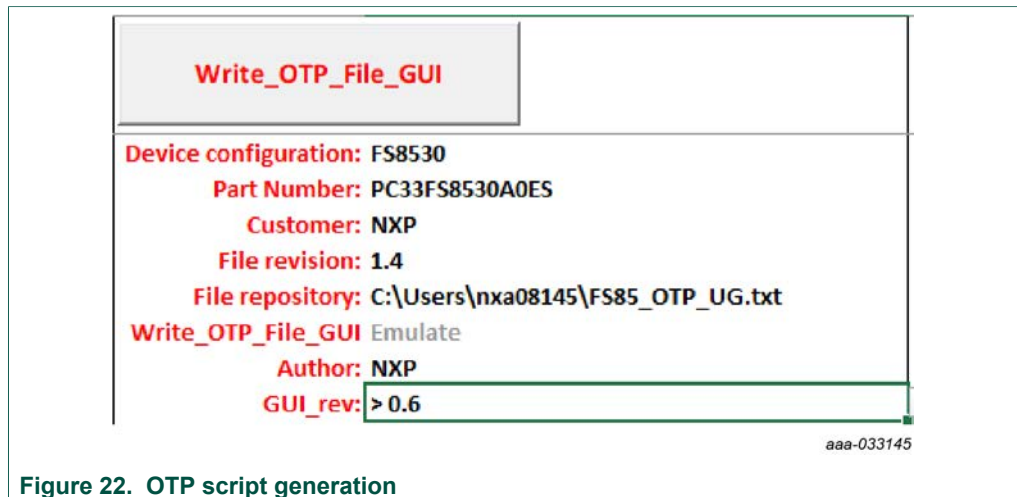 Write_OTP_File_GUI
Device configuration: FS8530
Part Number: PC33FS8530A0ES
Customer: NXP
File revision: 1.4
File repository: C:\Users\nxa08145\FS85_OTP_UG.txt
Write_OTP_File_GUI Emulate
Author: NXP
GUI_rev: > 0.6
aaa-033145
Figure 22. OTP script generation